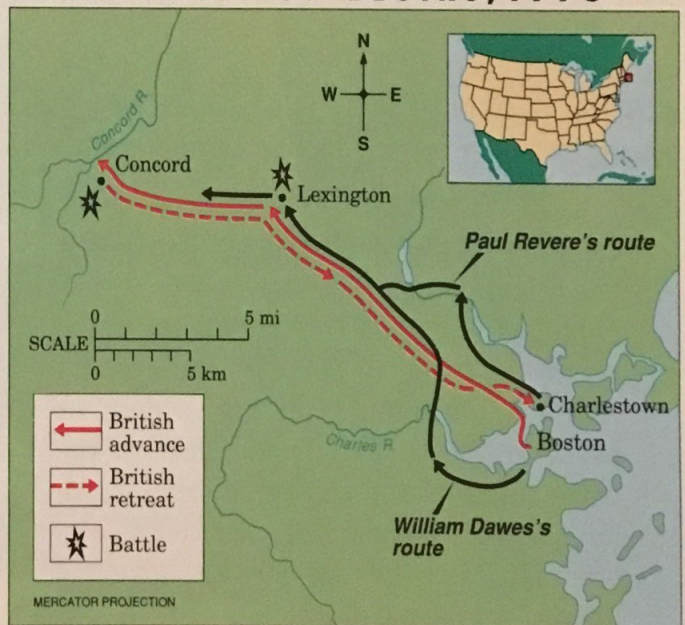 N
W E
S
Concord R.
Concord
Lexington
Paul Revere's route
0 5 mi
SCALE
0 5 km
Charlestown
Boston
Charles R.
William Dawes's
route
British
advance
British
retreat
Battle
MERCATOR PROJECTION